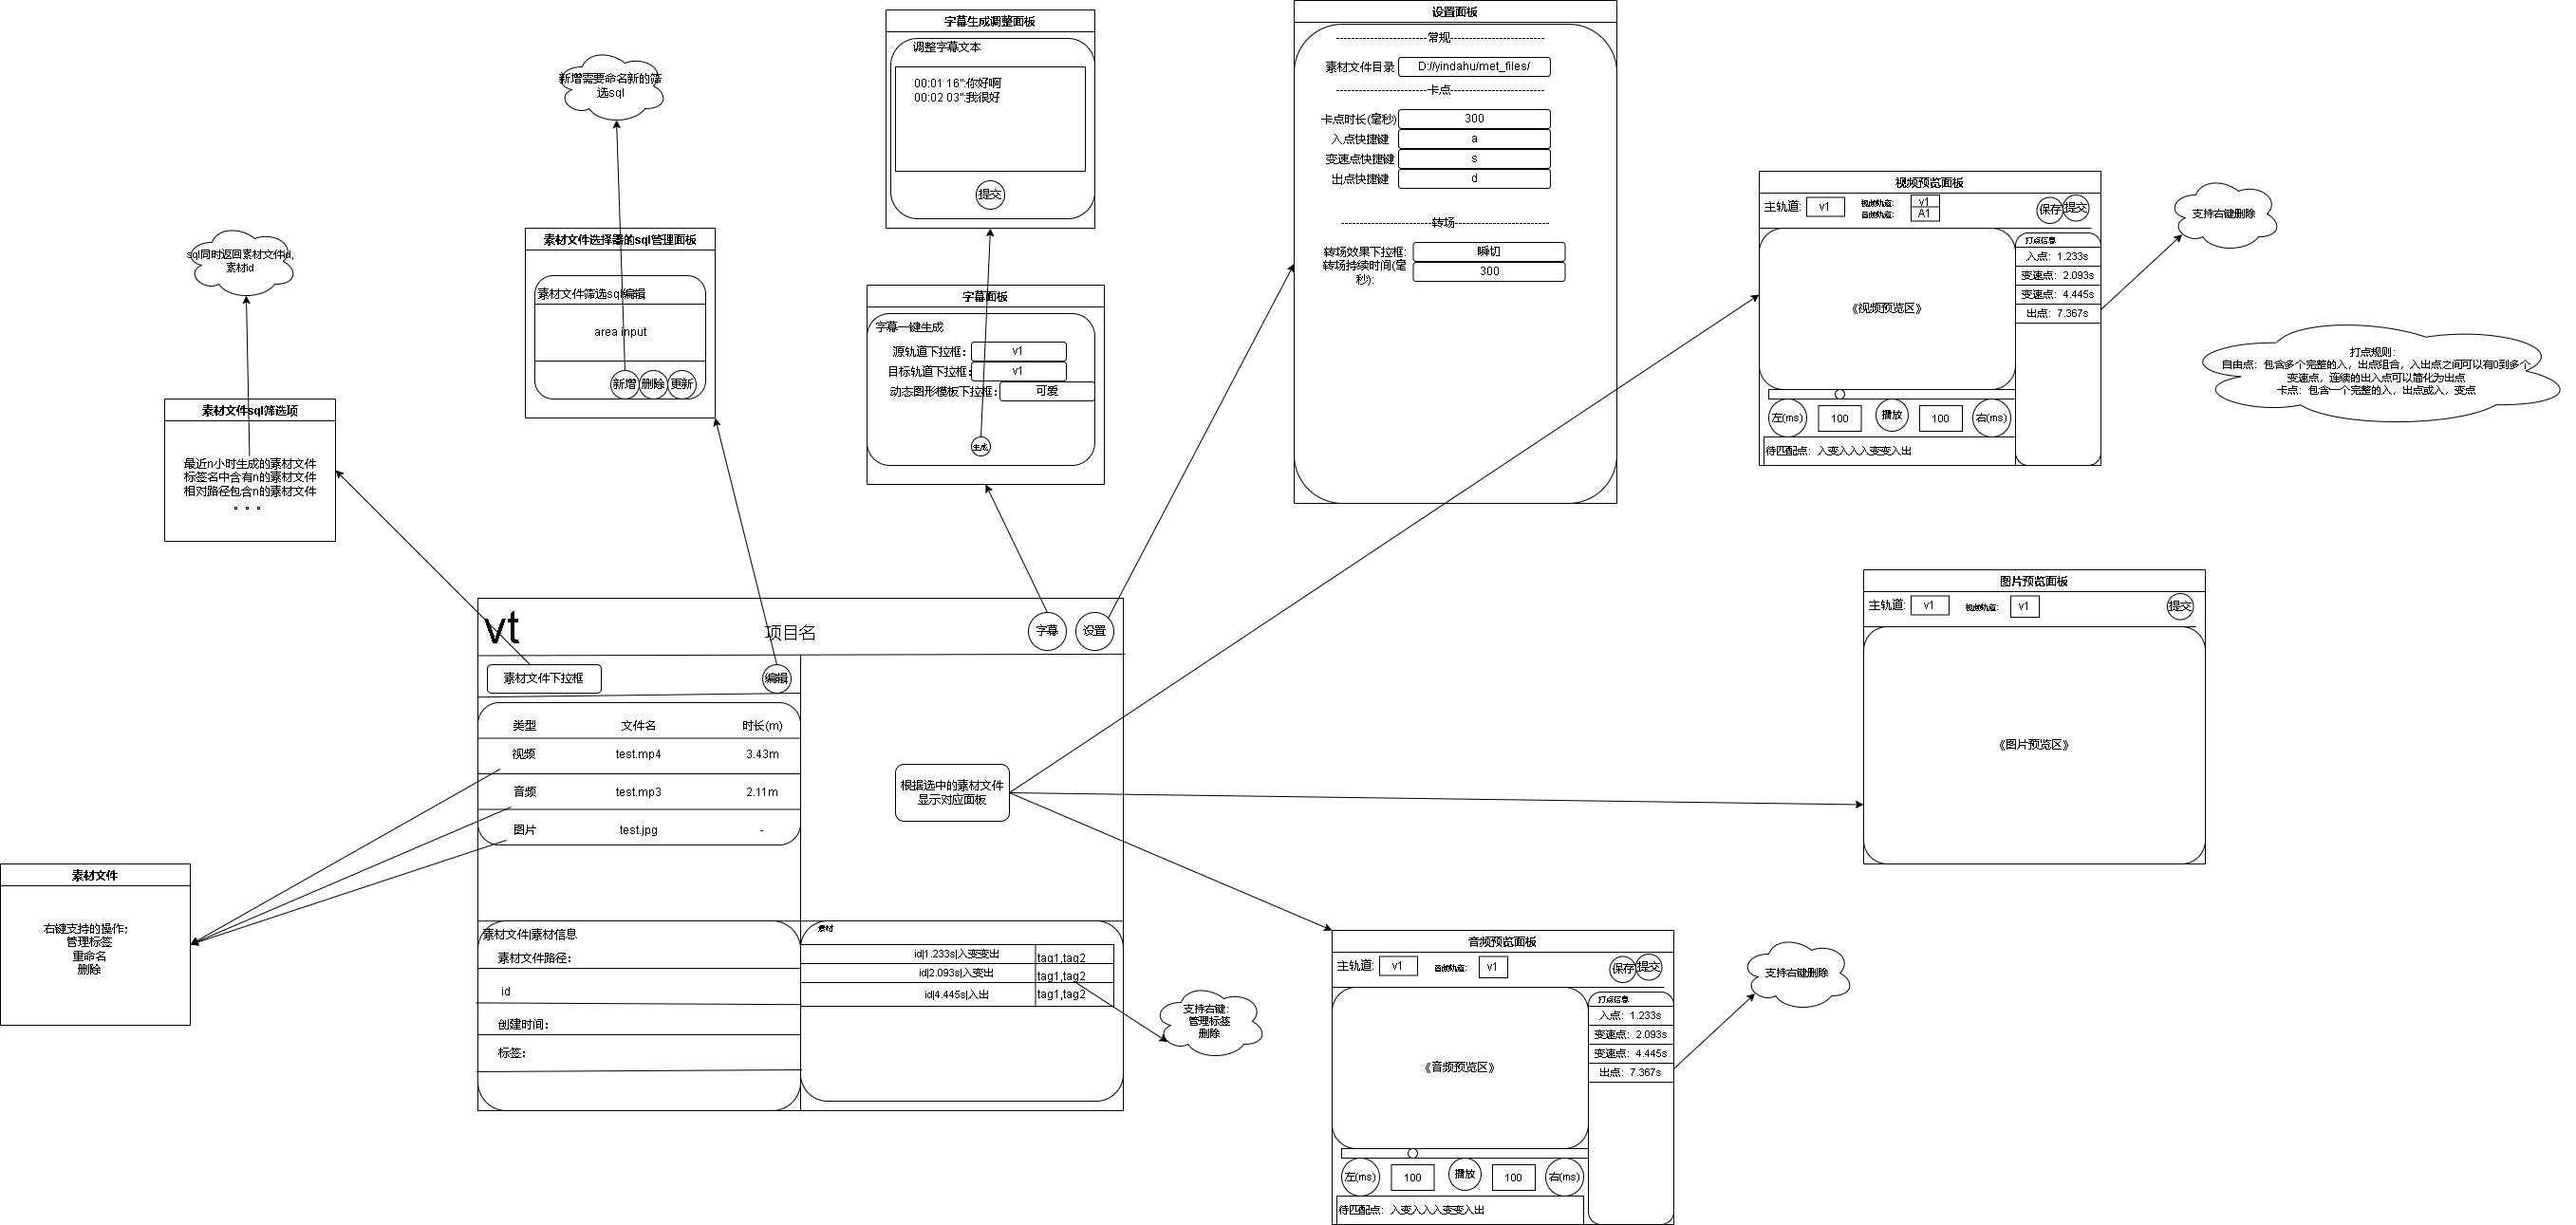 字幕生成调整面板
调整字幕文本
00:01 16":你好啊
00:02 03":我很好
提交
设置面板
------------------------常规-------------------------
素材文件目录
D://yindahu/met_files/
------------------------卡点-------------------------
卡点时长(毫秒)
300
入点快捷键
a
变速点快捷键
s
出点快捷键
d
------------------------转场-------------------------
转场效果下拉框:
瞬切
转场持续时间(毫
秒):
300
新增需要命名新的筛
选sql
素材文件选择器的sql管理面板
素材文件筛选sql编辑
area input
新增
删除
更新
sql同时返回素材文件id,
素材id
素材文件sql筛选项
最近n小时生成的素材文件
标签名中含有n的素材文件
相对路径包含n的素材文件
。。。
字幕面板
字幕一键生成
源轨道下拉框：
v1
目标轨道下拉框:
v1
动态图形模板下拉框：
可爱
生成
视频预览面板
主轨道:
v1
视频轨道:
v1
音频轨道:
A1
保存
提交
《视频预览区》
打点信息
入点：1.233s
变速点：2.093s
变速点：4.445s
出点：7.367s
左(ms)
100
播放
100
右(ms)
待匹配点：入变入入入变变入出
支持右键删除
打点规则：
自由点：包含多个完整的入，出点组合，入出点之间可以有0到多个
变速点，连续的出入点可以简化为出点
卡点：包含一个完整的入，出点或入，变点
图片预览面板
主轨道:
v1
视频轨道:
v1
提交
《图片预览区》
vt
项目名
字幕
设置
素材文件下拉框
编辑
类型
文件名
时长(m)
视频
test.mp4
3.43m
音频
test.mp3
2.11m
图片
test.jpg
-
根据选中的素材文件
显示对应面板
素材文件|素材信息
素材文件路径：
id
创建时间：
标签：
素材
id|1.233s|入变变出
tag1,tag2
id|2.093s|入变出
tag1,tag2
id|4.445s|入出
tag1,tag2
支持右键：
管理标签
删除
素材文件
右键支持的操作；
管理标签
重命名
删除
音频预览面板
主轨道:
v1
音频轨道:
v1
保存
提交
《音频预览区》
打点信息
入点：1.233s
变速点：2.093s
变速点：4.445s
出点：7.367s
左(ms)
100
播放
100
右(ms)
待匹配点：入变入入入变变入出
支持右键删除